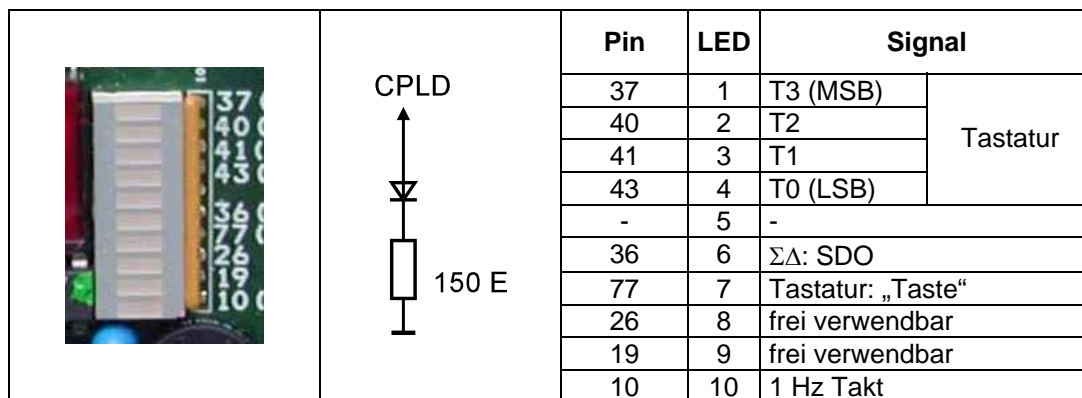 37
40
41
43
36
77
26
19
10
CPLD
150 E
Pin LED Signal
37 1 T3 (MSB) Tastatur
40 2 T2
41 3 T1
43 4 T0 (LSB)
- 5 -
36 6 ΣΔ: SDO
77 7 Tastatur: „Taste“
26 8 frei verwendbar
19 9 frei verwendbar
10 10 1 Hz Takt